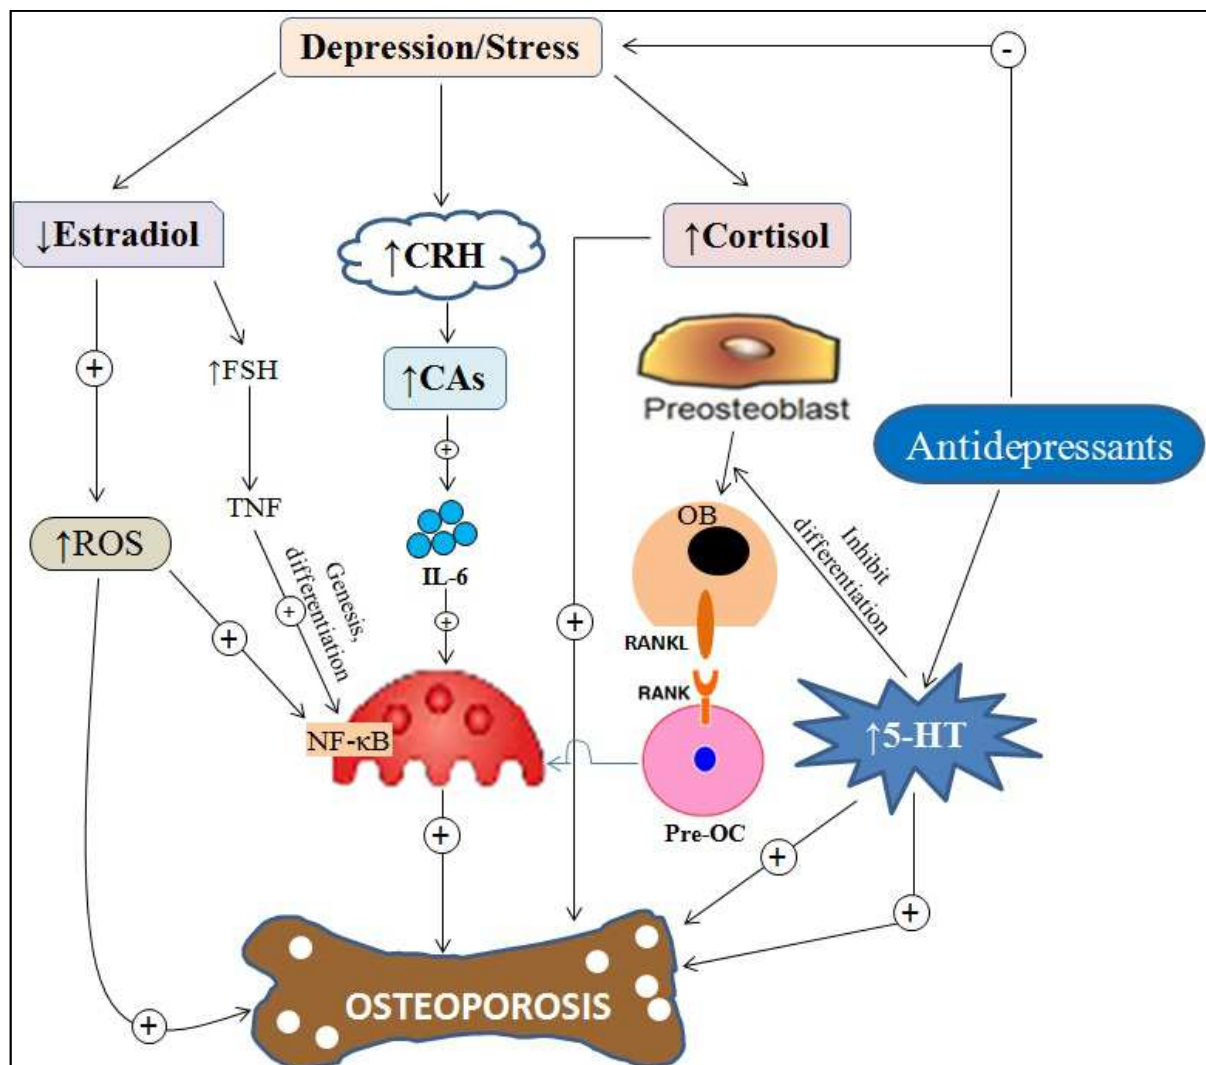 Depression/Stress
-
↓Estradiol
↑CRH
↑Cortisol
+
↑FSH
↑CAs
Preosteoblast
Antidepressants
+
TNF
↑ROS
IL-6
OB
Inhibit
differentiation
Genesis,
differentiation
+
+
+
+
RANKL
RANK
NF-κB
↑5-HT
Pre-OC
+
+
+
+
OSTEOPOROSIS